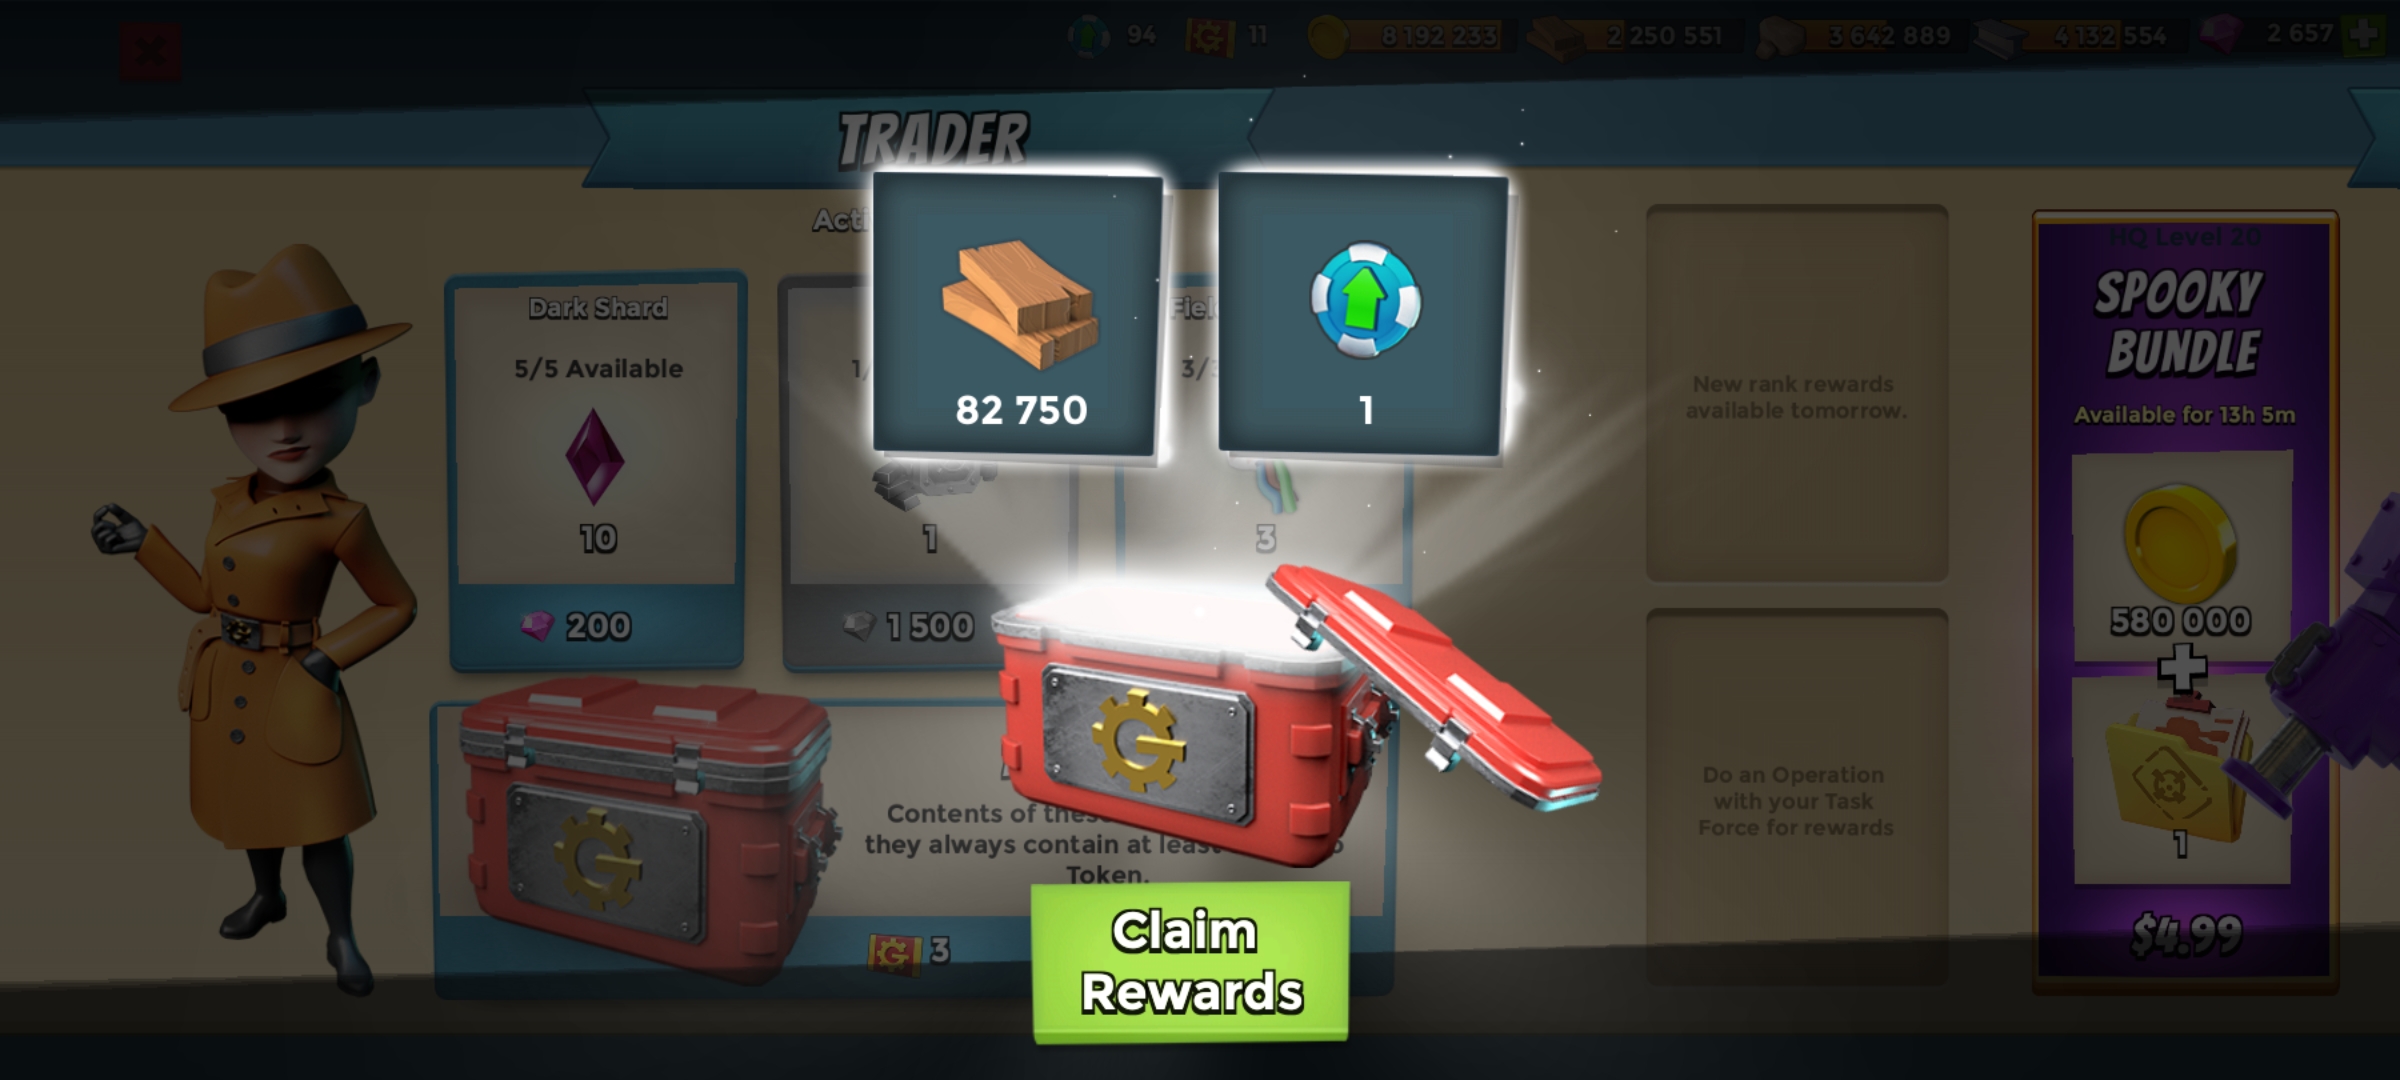 94
11
8 192 233
2 250 551
3 642 889
4 132 554
2 657
TRADER
Dark Shard
5/5 Available
10
200
1
1 500
3
82 750
1
Contents of
they always contain at least
Token.
3
Claim
Rewards
New rank rewards
available tomorrow.
Do an Operation
with your Task
Force for rewards
HQ Level 20
SPOOKY
BUNDLE
Available for 13h 5m
580 000
1
$4.99